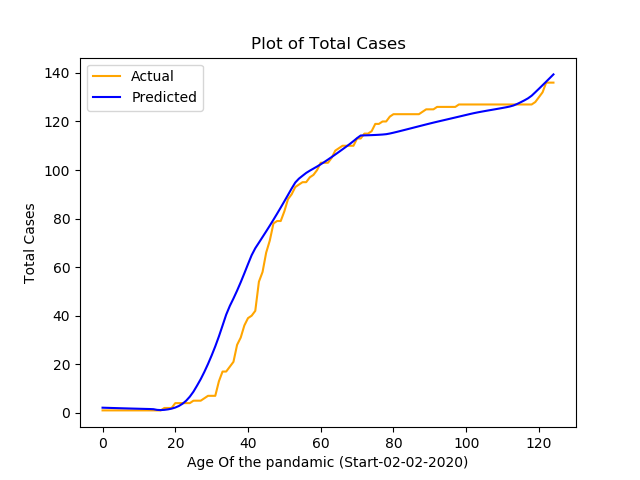 Plot of Total Cases
Actual
Predicted
Total Cases
140
120
100
80
60
40
20
0
0 20 40 60 80 100 120
Age Of the pandamic (Start-02-02-2020)